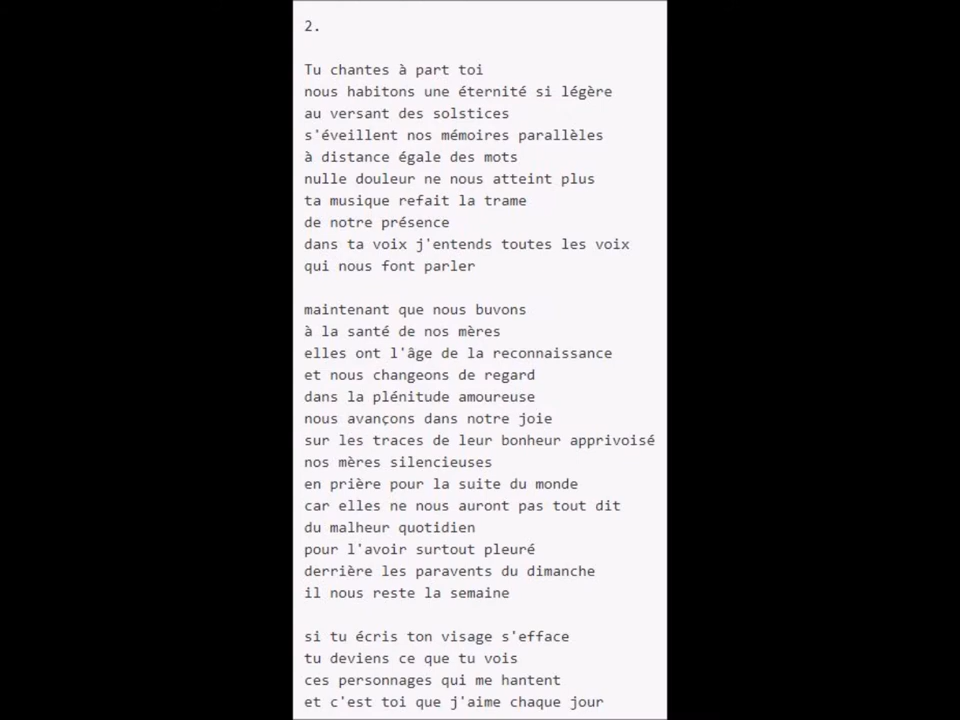 2.
Tu chantes à part toi
nous habitons une éternité si légère
au versant des solstices
s'éveillent nos mémoires parallèles
à distance égale des mots
nulle douleur ne nous atteint plus
ta musique refait la trame
de notre présence
dans ta voix j'entends toutes les voix
qui nous font parler
maintenant que nous buvons
à la santé de nos mères
elles ont l'âge de la reconnaissance
et nous changeons de regard
dans la plénitude amoureuse
nous avançons dans notre joie
sur les traces de leur bonheur apprivoisé
nos mères silencieuses
en prière pour la suite du monde
car elles ne nous auront pas tout dit
du malheur quotidien
pour l'avoir surtout pleuré
derrière les paravents du dimanche
il nous reste la semaine
si tu écris ton visage s'efface
tu deviens ce que tu vois
ces personnages qui me hantent
et c'est toi que j'aime chaque jour